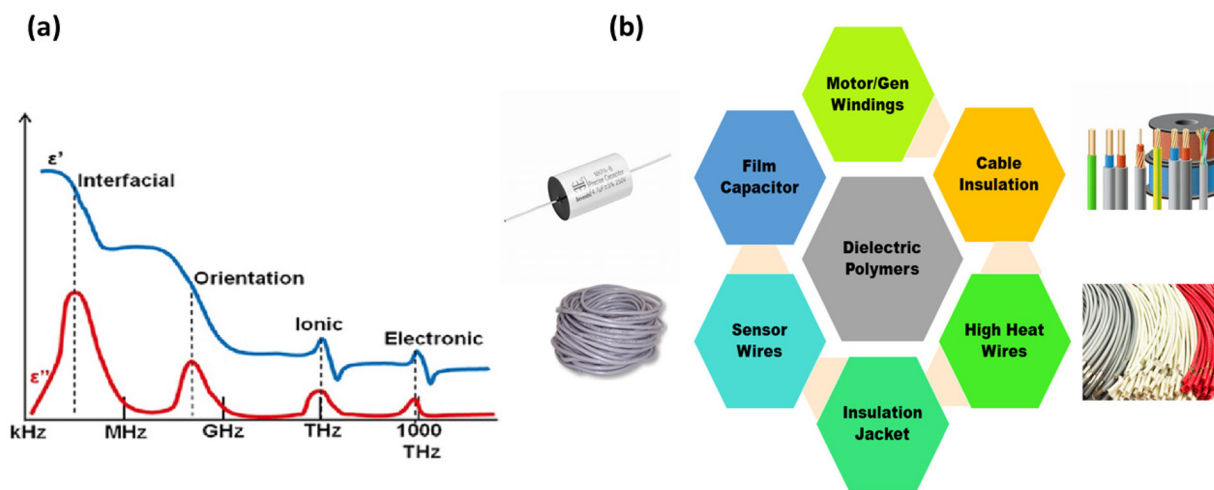 (a)
(b)
ε'
Interfacial
Orientation
Ionic
Electronic
ε"
kHz
MHz
GHz
THz
1000
THz
Motor/Gen
Windings
Film
Capacitor
Cable
Insulation
Dielectric
Polymers
Sensor
Wires
High Heat
Wires
Insulation
Jacket
Capacitor